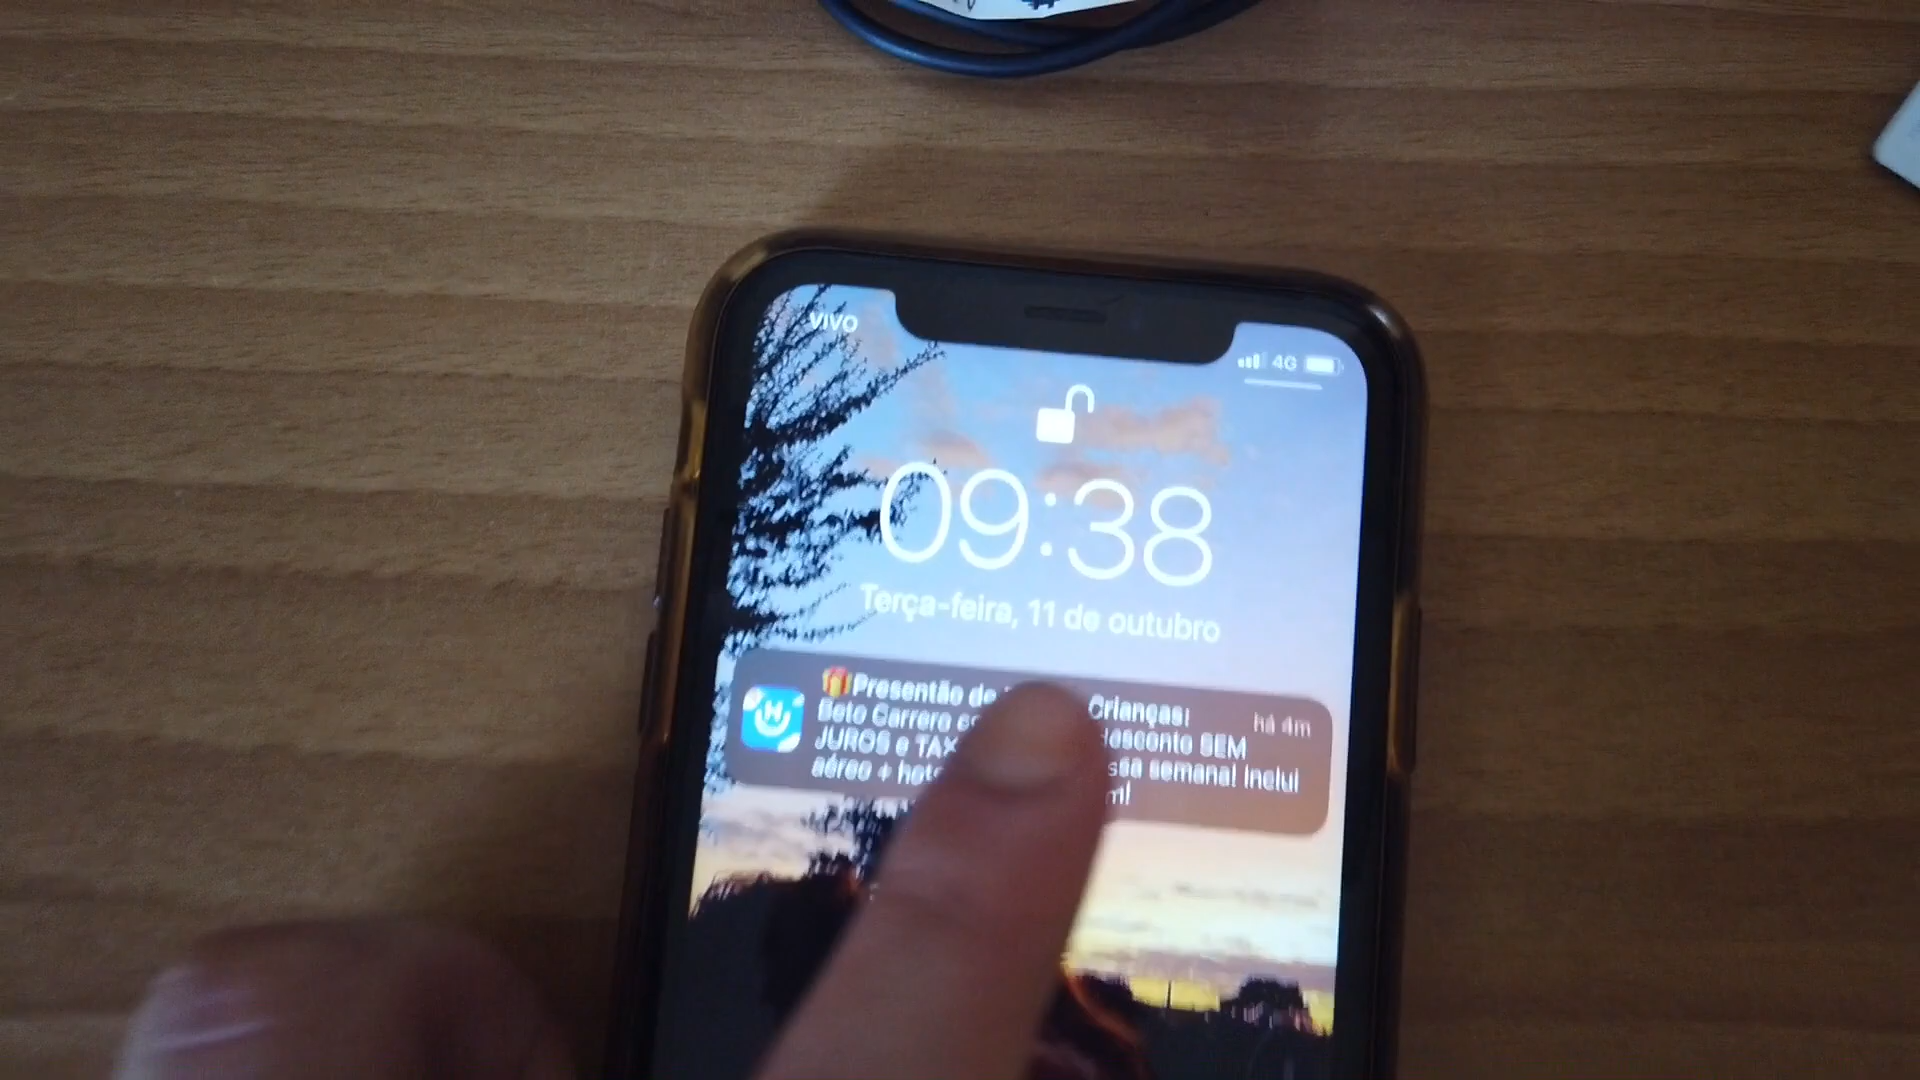 VIVO
4G
09:38
Terça-feira, 11 de outubro
🎁Presentão de Crianças:
há 4m
Beto Carrero desconto SEM
JUROS e semana! Inclui
aéreo +